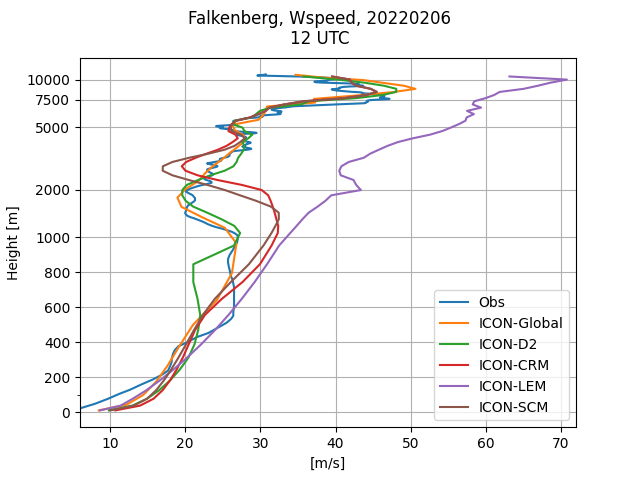 Falkenberg, Wspeed, 20220206
12 UTC
Height [m]
10000
7500
5000
2000
1000
800
600
400
200
0
10 20 30 40 50 60 70
[m/s]
Obs
ICON-Global
ICON-D2
ICON-CRM
ICON-LEM
ICON-SCM